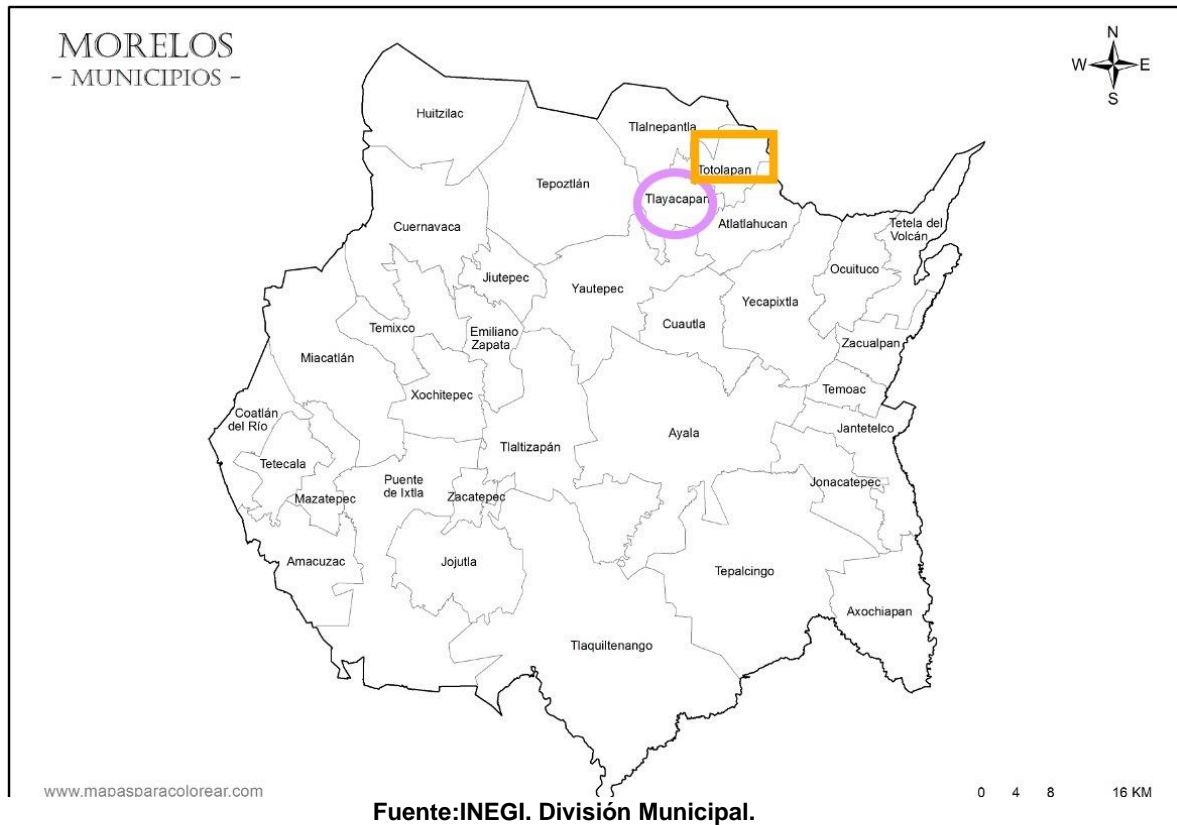 MORELOS
- MUNICIPIOS -
N
W E
S
Huitzilac
Tlalnepantla
Tepoztlán
Totolapan
Tlayacapan
Atlatlahucan
Tetela del
Volcán
Cuernavaca
Ocuituco
Jiutepec
Yautepec
Yecapixtla
Cuautla
Temixco
Emiliano
Zapata
Zacualpan
Miacatlán
Temoac
Xochitepec
Coatlán
del Río
Jantetelco
Ayala
Tlaltizapán
Tetecala
Puente
de Ixtla
Jonacatepec
Mazatepec
Zacatepec
Amacuzac
Jojutla
Tepalcingo
Axochiapan
Tlaquiltenango
www.mapasparacolorear.com
0 4 8 16 KM
Fuente:INEGI. División Municipal.